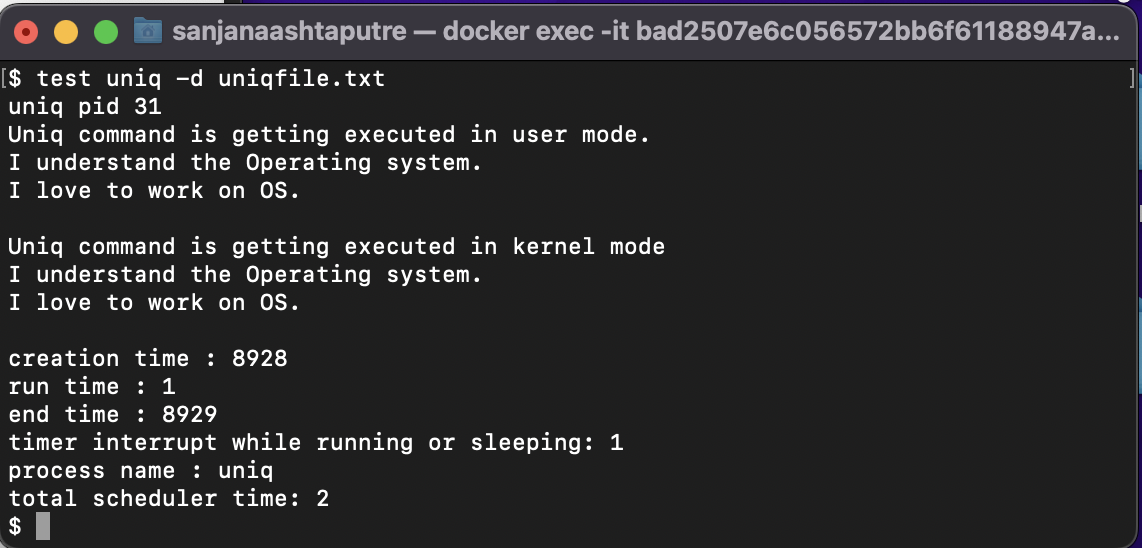 sanjanaashtaputre — docker exec -it bad2507e6c056572bb6f61188947a...
[$ test uniq -d uniqfile.txt ]
uniq pid 31
Uniq command is getting executed in user mode.
I understand the Operating system.
I love to work on OS.
Uniq command is getting executed in kernel mode
I understand the Operating system.
I love to work on OS.
creation time : 8928
run time : 1
end time : 8929
timer interrupt while running or sleeping: 1
process name : uniq
total scheduler time: 2
$